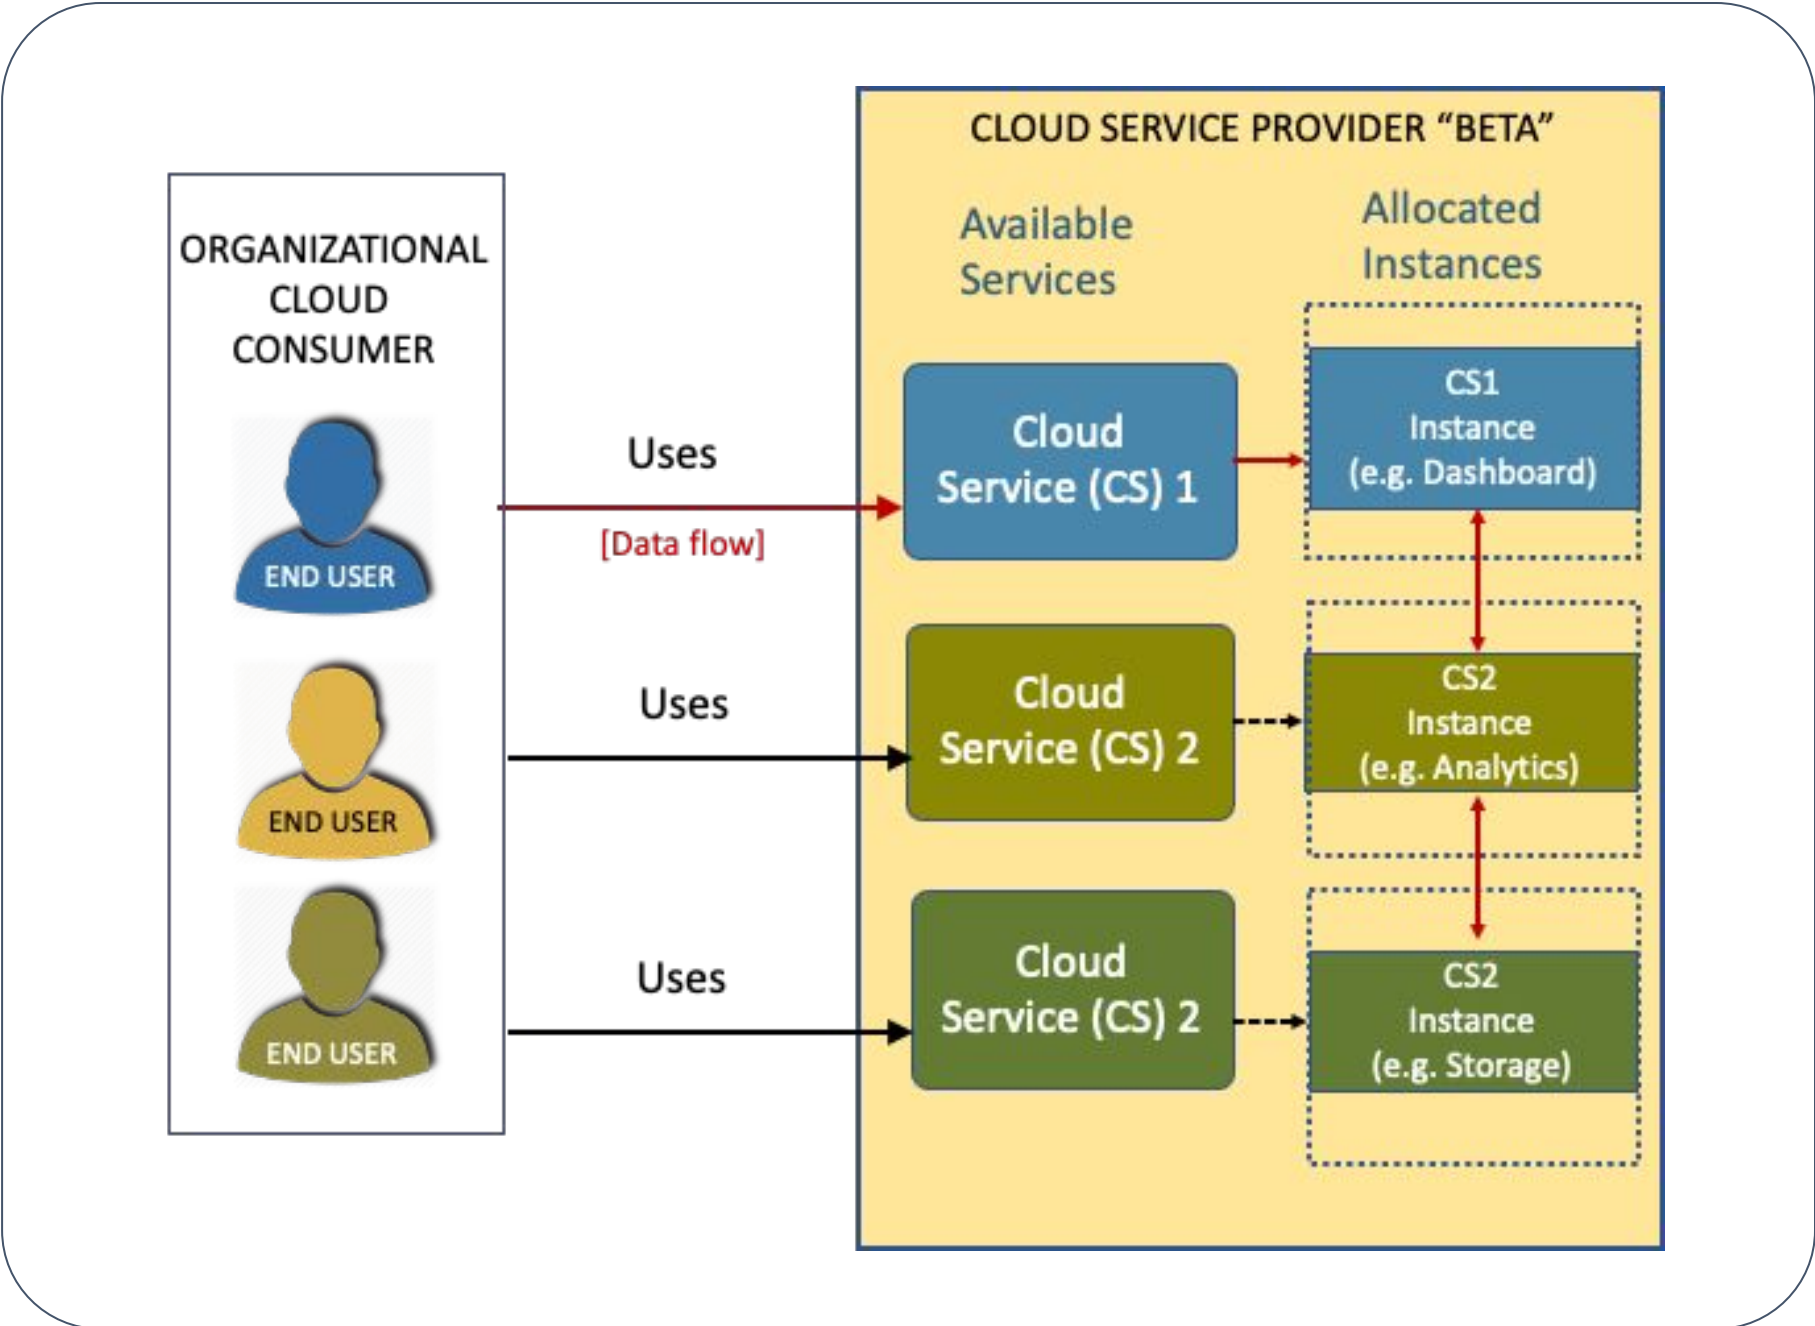 CLOUD SERVICE PROVIDER “BETA”
ORGANIZATIONAL
CLOUD
CONSUMER
Available
Services
Allocated
Instances
END USER
Uses
[Data flow]
Cloud
Service (CS) 1
CS1
Instance
(e.g. Dashboard)
END USER
Uses
Cloud
Service (CS) 2
CS2
Instance
(e.g. Analytics)
END USER
Uses
Cloud
Service (CS) 2
CS2
Instance
(e.g. Storage)